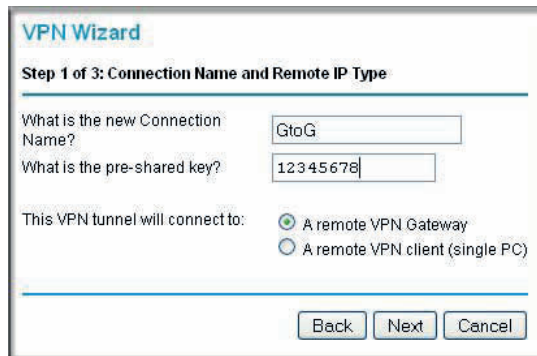 VPN Wizard
Step 1 of 3: Connection Name and Remote IP Type
What is the new Connection
Name?
GtoG
What is the pre-shared key?
12345678
This VPN tunnel will connect to:
A remote VPN Gateway
A remote VPN client (single PC)
Back Next Cancel